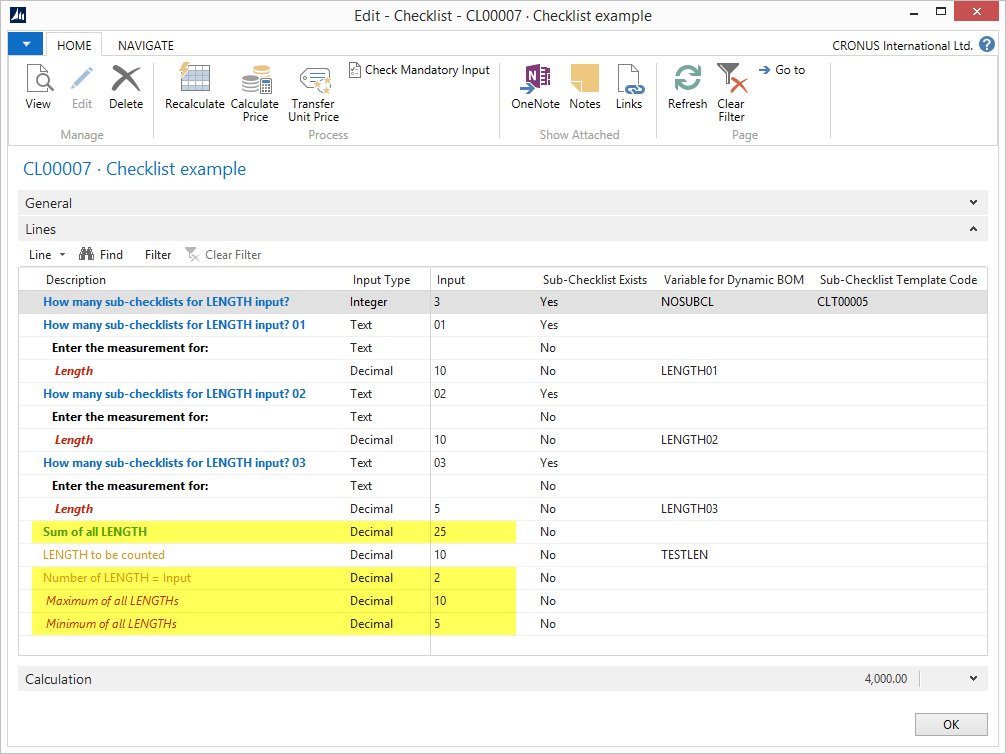 Edit - Checklist - CL00007 · Checklist example
HOME NAVIGATE CRONUS International Ltd. ?
View Edit Delete
Manage
Recalculate Calculate Price Transfer Unit Price Check Mandatory Input
Process
N OneNote Notes Links
Show Attached
Refresh Clear Filter Go to
Page
CL00007 · Checklist example
General
Lines
Line Find Filter Clear Filter
Description Input Type Input Sub-Checklist Exists Variable for Dynamic BOM Sub-Checklist Template Code
How many sub-checklists for LENGTH input? Integer 3 Yes NOSUBCL CLT00005
How many sub-checklists for LENGTH input? 01 Text 01 Yes
Enter the measurement for: Text No
Length Decimal 10 No LENGTH01
How many sub-checklists for LENGTH input? 02 Text 02 Yes
Enter the measurement for: Text No
Length Decimal 10 No LENGTH02
How many sub-checklists for LENGTH input? 03 Text 03 Yes
Enter the measurement for: Text No
Length Decimal 5 No LENGTH03
Sum of all LENGTH Decimal 25 No
LENGTH to be counted Decimal 10 No TESTLEN
Number of LENGTH = Input Decimal 2 No
Maximum of all LENGTHs Decimal 10 No
Minimum of all LENGTHs Decimal 5 No
Calculation 4,000.00
OK